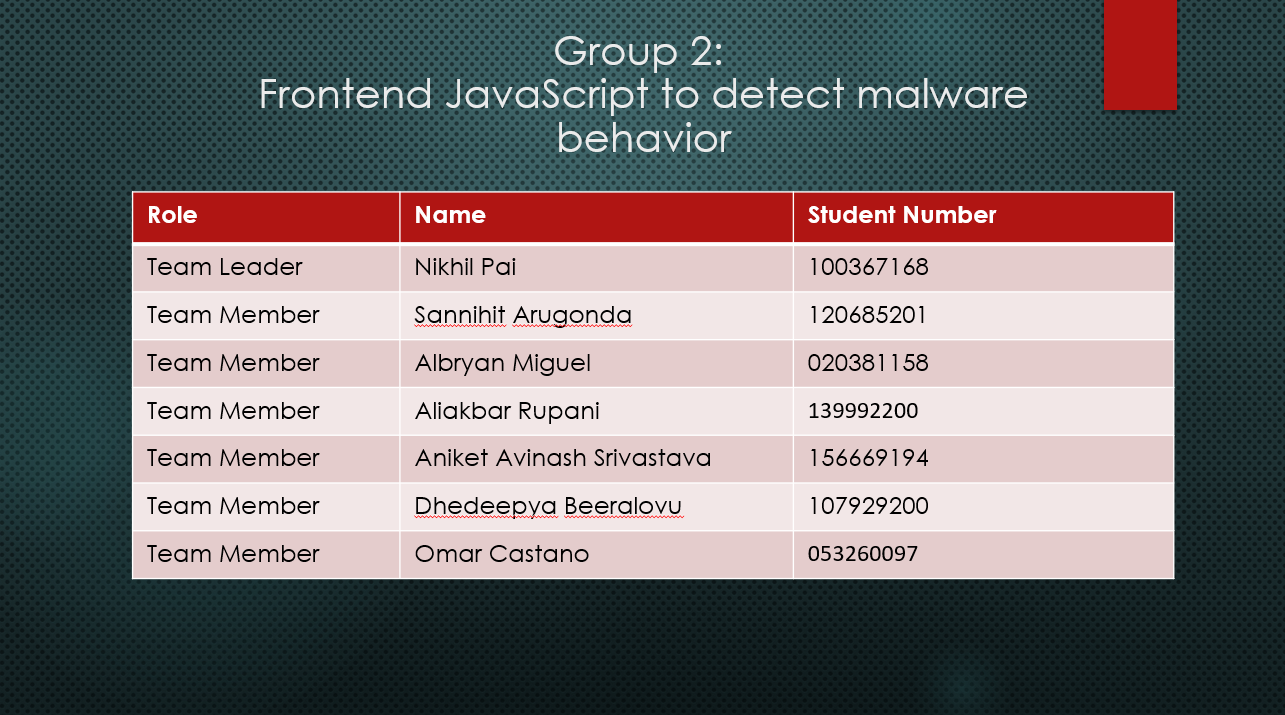 Group 2:
Frontend JavaScript to detect malware
behavior
Role Name Student Number
Team Leader Nikhil Pai 100367168
Team Member Sannihit Arugonda 120685201
Team Member Albryan Miguel 020381158
Team Member Aliakbar Rupani 139992200
Team Member Aniket Avinash Srivastava 156669194
Team Member Dhedeepya Beeralovu 107929200
Team Member Omar Castano 053260097